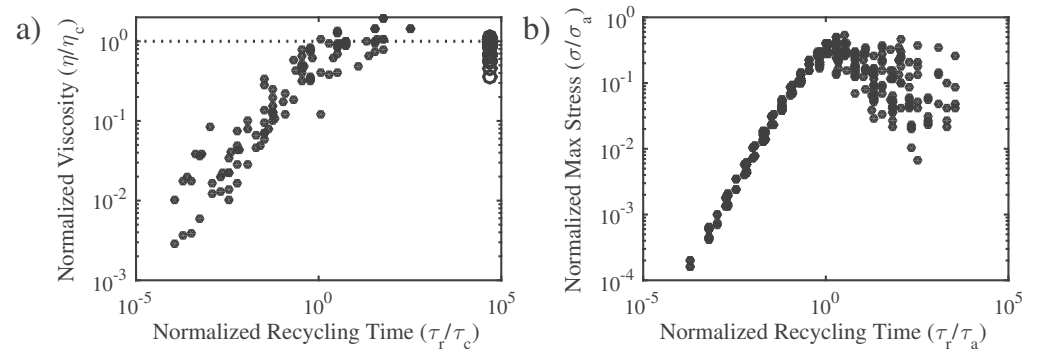 a)
Normalized Viscosity (η/η_c)
10^0
10^-1
10^-2
10^-3
10^-5
10^0
10^5
Normalized Recycling Time (τ_r/τ_c)
b)
Normalized Max Stress (σ/σ_a)
10^0
10^-1
10^-2
10^-3
10^-4
10^-5
10^0
10^5
Normalized Recycling Time (τ_r/τ_a)